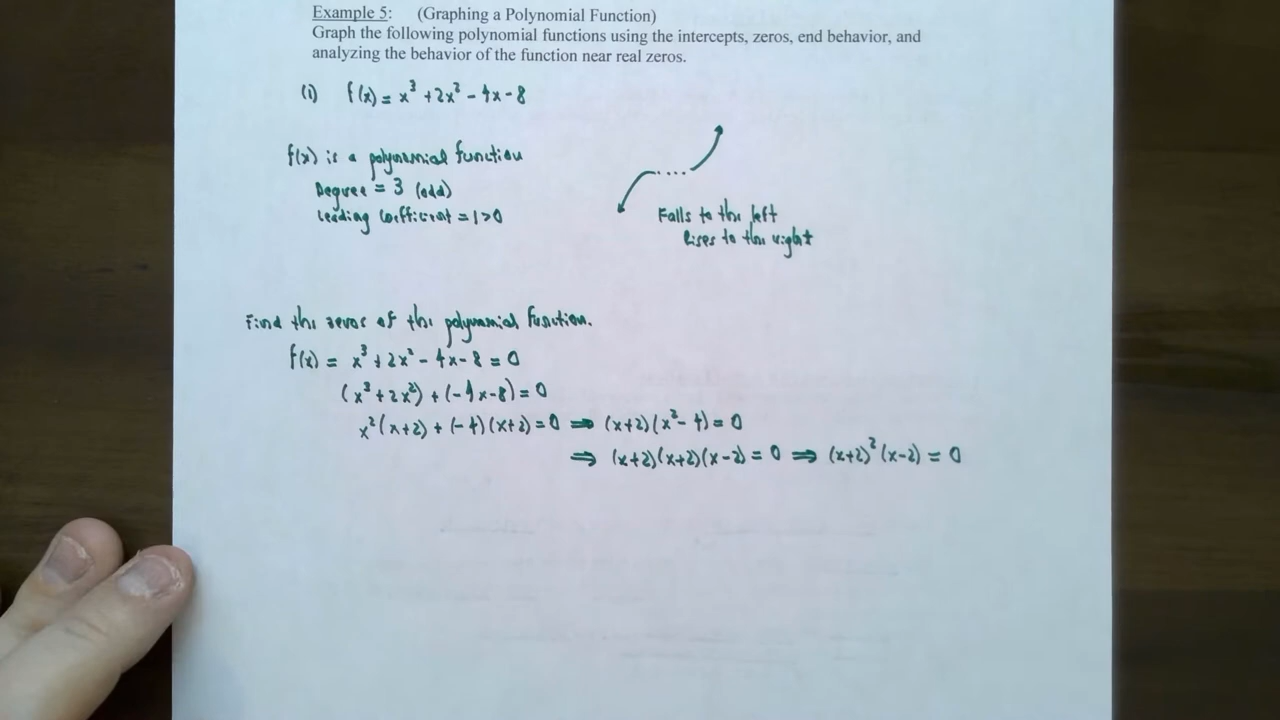 Example 5: (Graphing a Polynomial Function)
Graph the following polynomial functions using the intercepts, zeros, end behavior, and
analyzing the behavior of the function near real zeros.
(i) f(x) = x³ + 2x² - 4x - 8
f(x) is a polynomial function
Degree = 3 (odd)
Leading Coefficient = 1 > 0
Falls to the left
Rises to the right
Find the zeros of the polynomial function.
f(x) = x³ + 2x² - 4x - 8 = 0
(x³ + 2x²) + (-4x - 8) = 0
x²(x+2) + (-4)(x+2) = 0 ⇒ (x+2)(x² - 4) = 0
⇒ (x+2)(x+2)(x-2) = 0 ⇒ (x+2)²(x-2) = 0